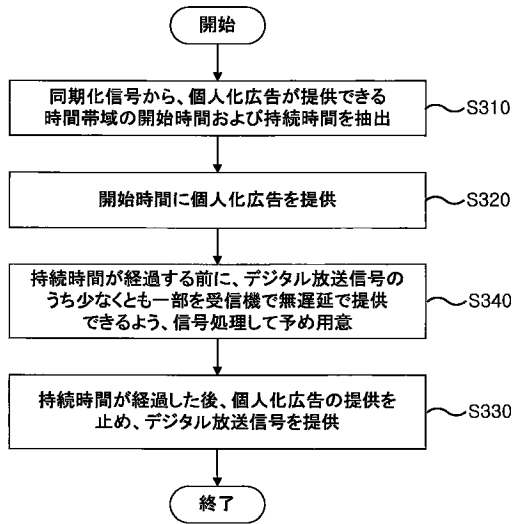 開始
同期化信号から、個人化広告が提供できる
時間帯域の開始時間および持続時間を抽出
S310
開始時間に個人化広告を提供
S320
持続時間が経過する前に、デジタル放送信号の
うち少なくとも一部を受信機で無遅延で提供
できるよう、信号処理して予め用意
S340
持続時間が経過した後、個人化広告の提供を
止め、デジタル放送信号を提供
S330
終了